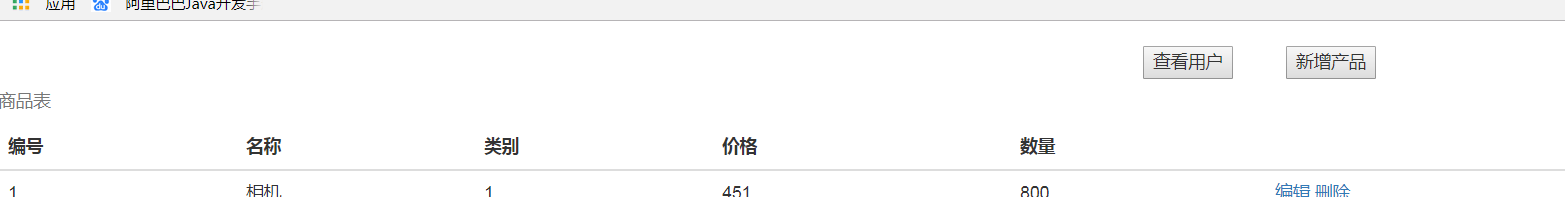 应用 阿里巴巴Java开发手
查看用户 新增产品
商品表
编号 名称 类别 价格 数量
1 相机 1 451 800 编辑 删除